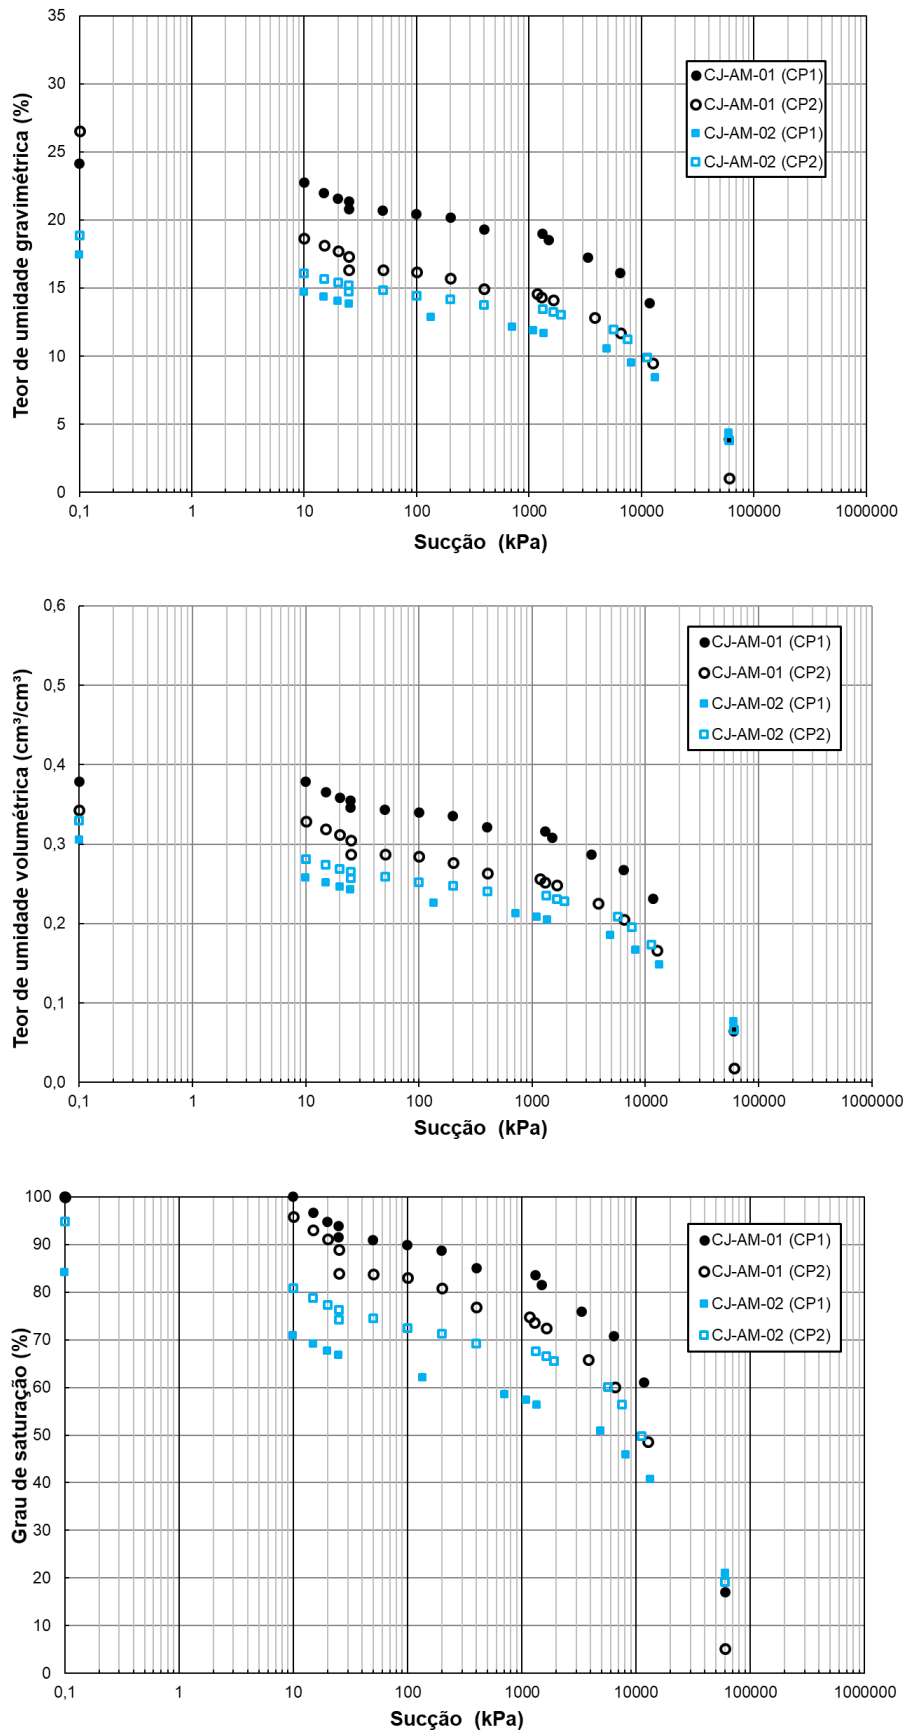 Teor de umidade gravimétrica (%)
35
30
25
20
15
10
5
0
CJ-AM-01 (CP1)
CJ-AM-01 (CP2)
CJ-AM-02 (CP1)
CJ-AM-02 (CP2)
0,1 1 10 100 1000 10000 100000 1000000
Sucção (kPa)
Teor de umidade volumétrica (cm³/cm³)
0,6
0,5
0,4
0,3
0,2
0,1
0,0
CJ-AM-01 (CP1)
CJ-AM-01 (CP2)
CJ-AM-02 (CP1)
CJ-AM-02 (CP2)
0,1 1 10 100 1000 10000 100000 1000000
Sucção (kPa)
Grau de saturação (%)
100
90
80
70
60
50
40
30
20
10
0
CJ-AM-01 (CP1)
CJ-AM-01 (CP2)
CJ-AM-02 (CP1)
CJ-AM-02 (CP2)
0,1 1 10 100 1000 10000 100000 1000000
Sucção (kPa)